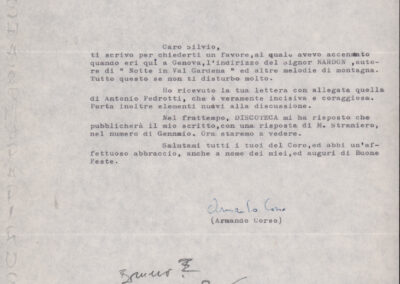 Caro Silvio,
ti scrivo per chiederti un favore,al quale avevo accennato
quando eri quì a Genova,l'indirizzo del Signor NARDON ,auto=
re di " Notte in Val Gardena " ed altre melodie di montagna.
Tutto questo se non ti disturbo molto.
Ho ricevuto la tua lettera con allegata quella
di Antonio Pedrotti, che è veramente incisiva e coraggiosa.
Porta inoltre elementi nuovi alla discussione.
Nel frattempo, DISCOTECA mi ha risposto che
pubblicherà il mio scritto,con una risposta di M. Straniero,
nel numero di Gennaio. Ora staremo a vedere.
Salutami tutti i tuoi del Coro,ed abbi un'af=
fettuoso abbraccio, anche a nome dei miei,ed auguri di Buone
Feste.
Armando Corso
(Armando Corso)